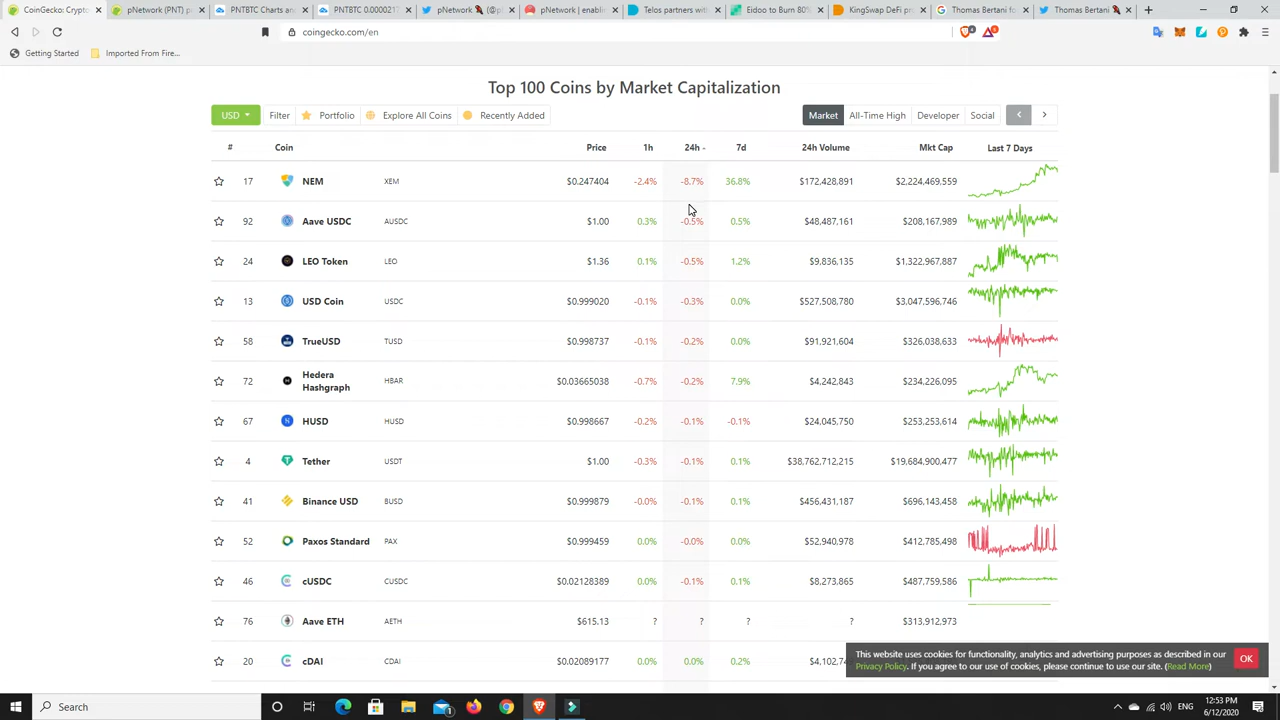 CoinGecko: Crypto
pNetwork (PNT) po
PNTBTC Charts an
PNTBTC 0.0000217
pNetwork (@p
pNetwork | enabli
Telos partners wit
Eidoo to Burn 80%
KingSwap DeFi pr
Thomas Bertani fo
Thomas Bertani
coingecko.com/en
Getting Started
Imported From Fire...
Top 100 Coins by Market Capitalization
USD Filter Portfolio Explore All Coins Recently Added Market All-Time High Developer Social
# Coin Price 1h 24h 7d 24h Volume Mkt Cap Last 7 Days
17 NEM XEM $0.247404 -2.4% -8.7% 36.8% $172,428,891 $2,224,469,559
92 Aave USDC AUSDC $1.00 0.3% -0.5% 0.5% $48,487,161 $208,167,989
24 LEO Token LEO $1.36 0.1% -0.5% 1.2% $9,836,135 $1,322,967,887
13 USD Coin USDC $0.999020 -0.1% -0.3% 0.0% $527,508,780 $3,047,596,746
58 TrueUSD TUSD $0.998737 -0.1% -0.2% 0.0% $91,921,604 $326,038,633
72 Hedera Hashgraph HBAR $0.03665038 -0.7% -0.2% 7.9% $4,242,843 $234,226,095
67 HUSD HUSD $0.998667 -0.2% -0.1% -0.1% $24,045,750 $253,253,614
4 Tether USDT $1.00 -0.3% -0.1% 0.1% $38,762,712,215 $19,684,900,477
41 Binance USD BUSD $0.999879 -0.0% -0.1% 0.1% $456,431,187 $696,143,458
52 Paxos Standard PAX $0.999459 0.0% -0.0% 0.0% $52,940,978 $412,785,498
46 cUSDC CUSDC $0.02128389 0.0% -0.1% 0.1% $8,273,865 $487,759,586
76 Aave ETH AETH $615.13 ? ? ? ? $313,912,973
20 cDAI CDAI $0.02089177 0.0% 0.0% 0.2% $4,102,7
This website uses cookies for functionality, analytics and advertising purposes as described in our
Privacy Policy. If you agree to our use of cookies, please continue to use our site. (Read More)
OK
Search
ENG
12:53 PM
6/12/2020